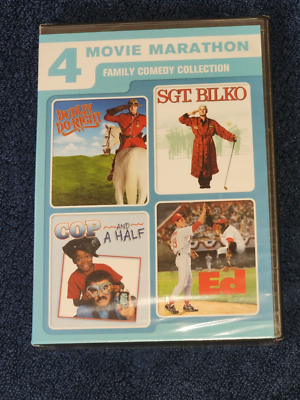 4 MOVIE MARATHON
FAMILY COMEDY COLLECTION
DUDLEY
DO-RIGHT
SGT. BILKO
COP
AND
A HALF
Ed